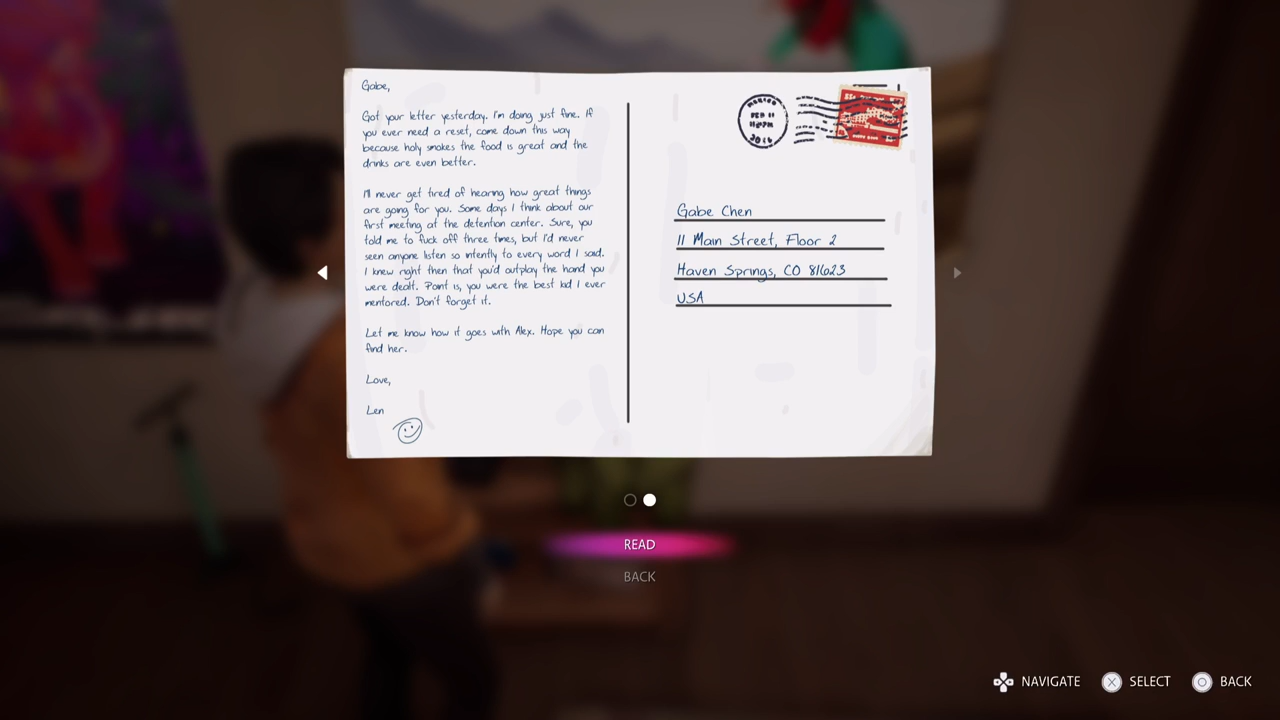 Gabe,
Got your letter yesterday. I'm doing just fine. If
you ever need a reset, come down this way
because holy smokes the food is great and the
drinks are even better.
I'll never get tired of hearing how great things
are going for you. Some days I think about our
first meeting at the detention center. Sure, you
told me to fuck off three times, but I'd never
seen anyone listen so intently to every word I said.
I knew right then that you'd outplay the hand you
were dealt. Point is, you were the best kid I ever
mentored. Don't forget it.
Let me know how it goes with Alex. Hope you can
find her.
Love,
Len
MEXICO
FEB 11
Gabe Chen
11 Main Street, Floor 2
Haven Springs, CO 81623
USA
READ
BACK
NAVIGATE
SELECT
BACK